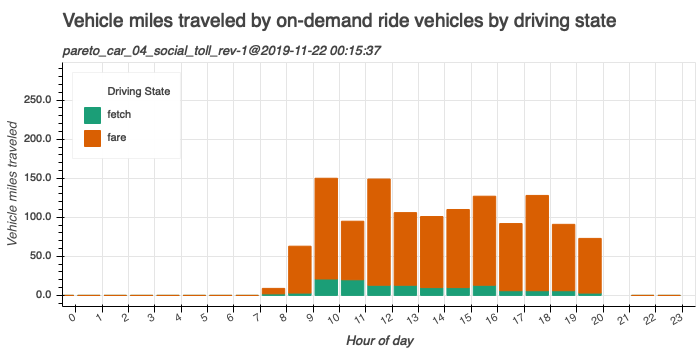 Vehicle miles traveled by on-demand ride vehicles by driving state
pareto_car_04_social_toll_rev-1@2019-11-22 00:15:37
Driving State
fetch
fare
Vehicle miles traveled
250.0
200.0
150.0
100.0
50.0
0.0
0 1 2 3 4 5 6 7 8 9 10 11 12 13 14 15 16 17 18 19 20 21 22 23
Hour of day